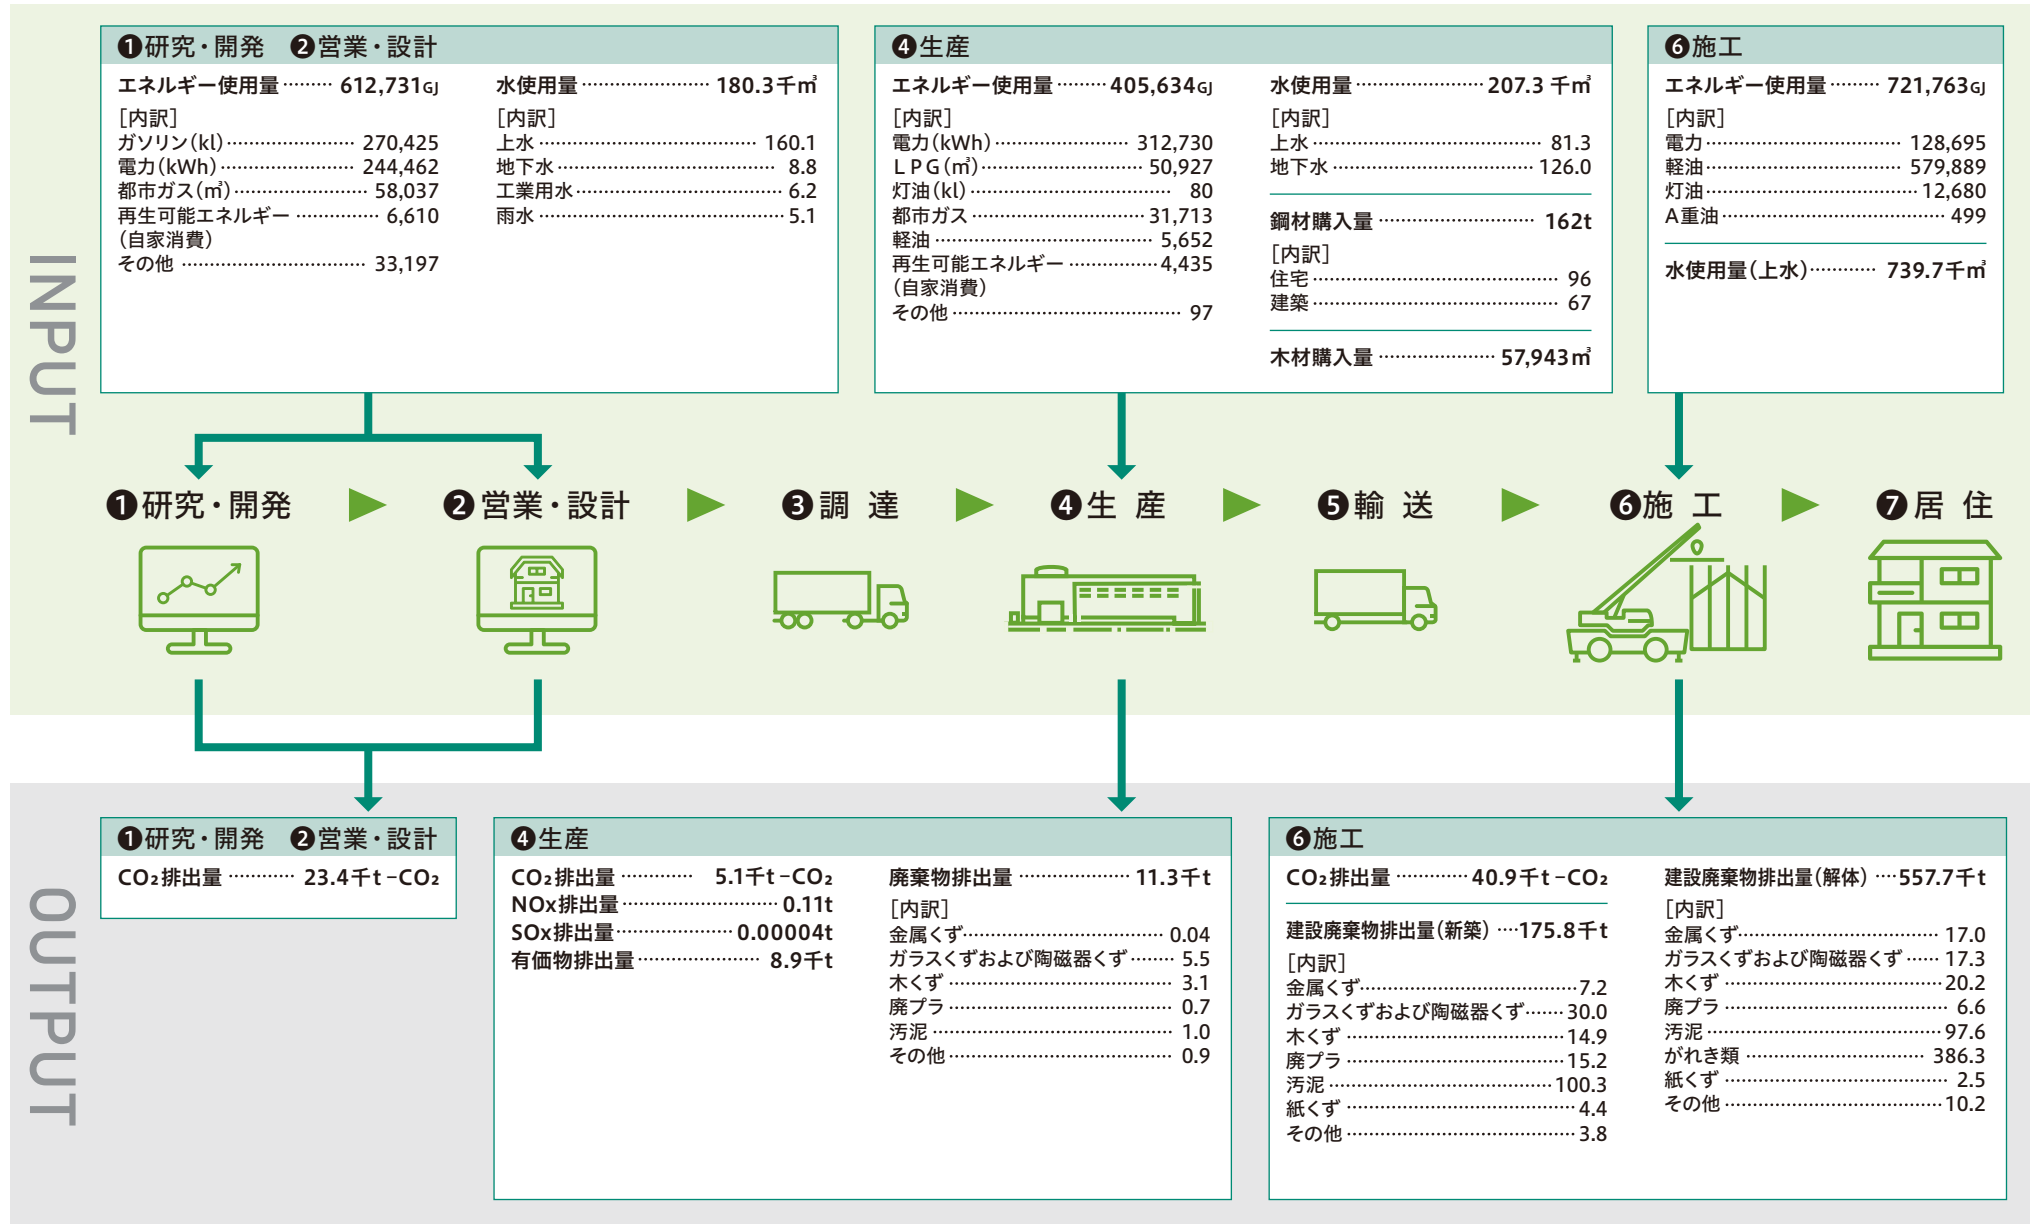 INPUT
❶研究・開発 ❷営業・設計
エネルギー使用量 ……… 612,731GJ
[内訳]
ガソリン(kl) ………………… 270,425
電力(kWh) ………………… 244,462
都市ガス(㎥) ………………… 58,037
再生可能エネルギー …………… 6,610
(自家消費)
その他 ………………………… 33,197
水使用量 ………………… 180.3千㎥
[内訳]
上水 ………………………… 160.1
地下水 ………………………… 8.8
工業用水 ………………………… 6.2
雨水 ………………………… 5.1
❹生産
エネルギー使用量 ……… 405,634GJ
[内訳]
電力(kWh) ………………… 312,730
LPG(㎥) ………………… 50,927
灯油(kl) ………………… 80
都市ガス ………………… 31,713
軽油 ………………………… 5,652
再生可能エネルギー …………… 4,435
(自家消費)
その他 ………………………… 97
水使用量 ………………… 207.3 千㎥
[内訳]
上水 ………………………… 81.3
地下水 ………………………… 126.0
鋼材購入量 ………………… 162t
[内訳]
住宅 ………………………… 96
建築 ………………………… 67
木材購入量 ………………… 57,943㎥
❻施工
エネルギー使用量 ……… 721,763GJ
[内訳]
電力 ………………………… 128,695
軽油 ………………………… 579,889
灯油 ………………………… 12,680
A重油 ………………………… 499
水使用量(上水) ………… 739.7千㎥
❶研究・開発 ❷営業・設計 ❸調 達 ❹生 産 ❺輸 送 ❻施 工 ❼居 住
OUTPUT
❶研究・開発 ❷営業・設計
CO₂排出量 ………… 23.4千t-CO₂
❹生産
CO₂排出量 ………… 5.1千t-CO₂
NOx排出量 ………………… 0.11t
SOx排出量 ……………… 0.00004t
有価物排出量 ………………… 8.9千t
廃棄物排出量 ……………… 11.3千t
[内訳]
金属くず ………………………… 0.04
ガラスくずおよび陶磁器くず …… 5.5
木くず ………………………… 3.1
廃プラ ………………………… 0.7
汚泥 ………………………… 1.0
その他 ………………………… 0.9
❻施工
CO₂排出量 ………… 40.9千t-CO₂
建設廃棄物排出量(新築) …175.8千t
[内訳]
金属くず ………………………… 7.2
ガラスくずおよび陶磁器くず …… 30.0
木くず ………………………… 14.9
廃プラ ………………………… 15.2
汚泥 ………………………… 100.3
紙くず ………………………… 4.4
その他 ………………………… 3.8
建設廃棄物排出量(解体) …557.7千t
[内訳]
金属くず ………………………… 17.0
ガラスくずおよび陶磁器くず …… 17.3
木くず ………………………… 20.2
廃プラ ………………………… 6.6
汚泥 ………………………… 97.6
がれき類 ………………………… 386.3
紙くず ………………………… 2.5
その他 ………………………… 10.2